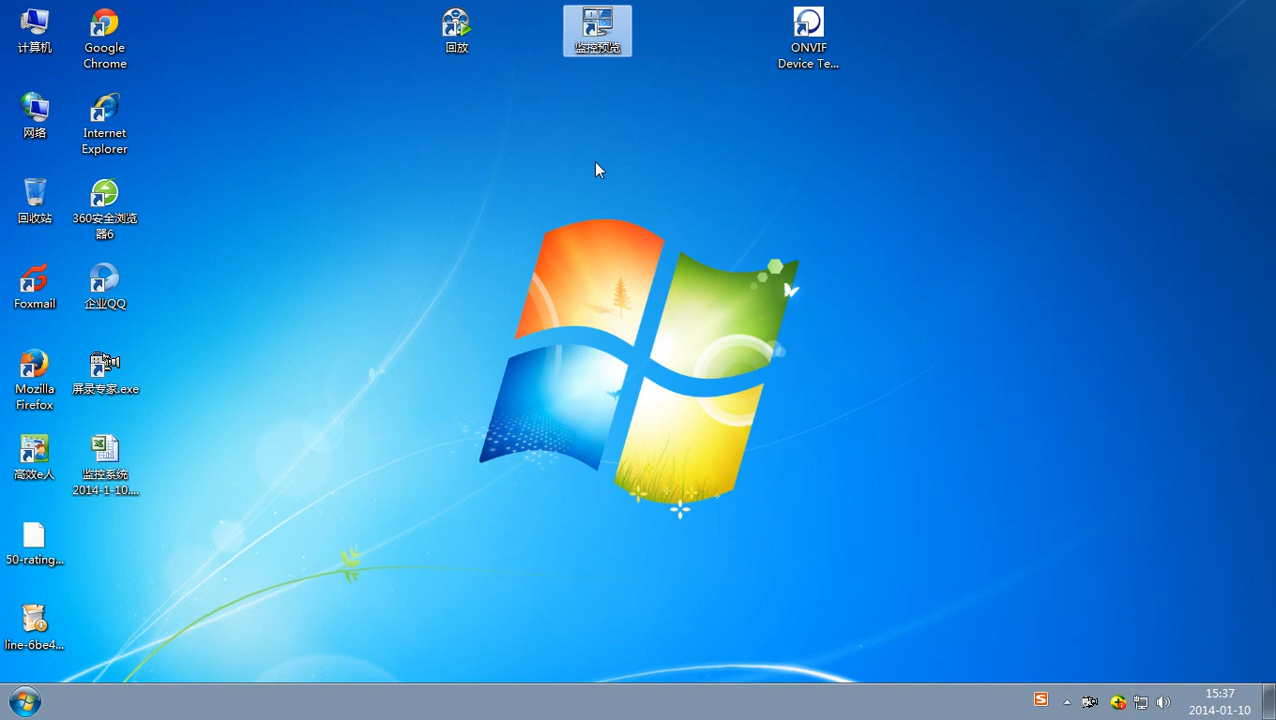 计算机
Google
Chrome
回放
监控预览
ONVIF
Device Te...
网络
Internet
Explorer
回收站
360安全浏览
器6
Foxmail
企业QQ
Mozilla
Firefox
屏录专家.exe
高效e人
监控系统
2014-1-10....
50-rating...
line-6be4...
15:37
2014-01-10